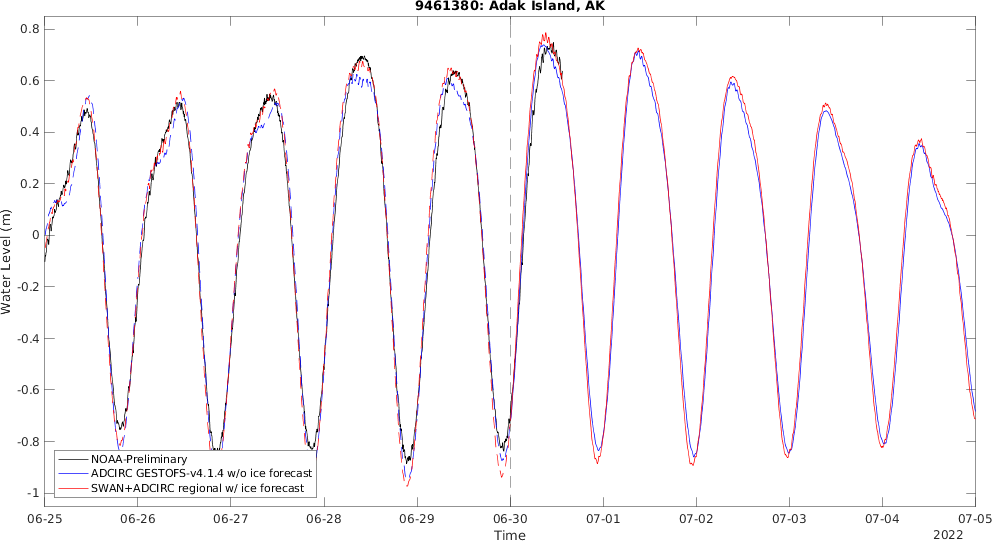 9461380: Adak Island, AK
Water Level (m)
0.8
0.6
0.4
0.2
0
-0.2
-0.4
-0.6
-0.8
-1
NOAA-Preliminary
ADCIRC GESTOFS-v4.1.4 w/o ice forecast
SWAN+ADCIRC regional w/ ice forecast
06-25 06-26 06-27 06-28 06-29 06-30 07-01 07-02 07-03 07-04 07-05
Time
2022